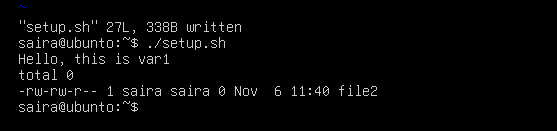 ~
"setup.sh" 27L, 338B written
saira@ubunto:~$ ./setup.sh
Hello, this is var1
total 0
-rw-rw-r-- 1 saira saira 0 Nov  6 11:40 file2
saira@ubunto:~$